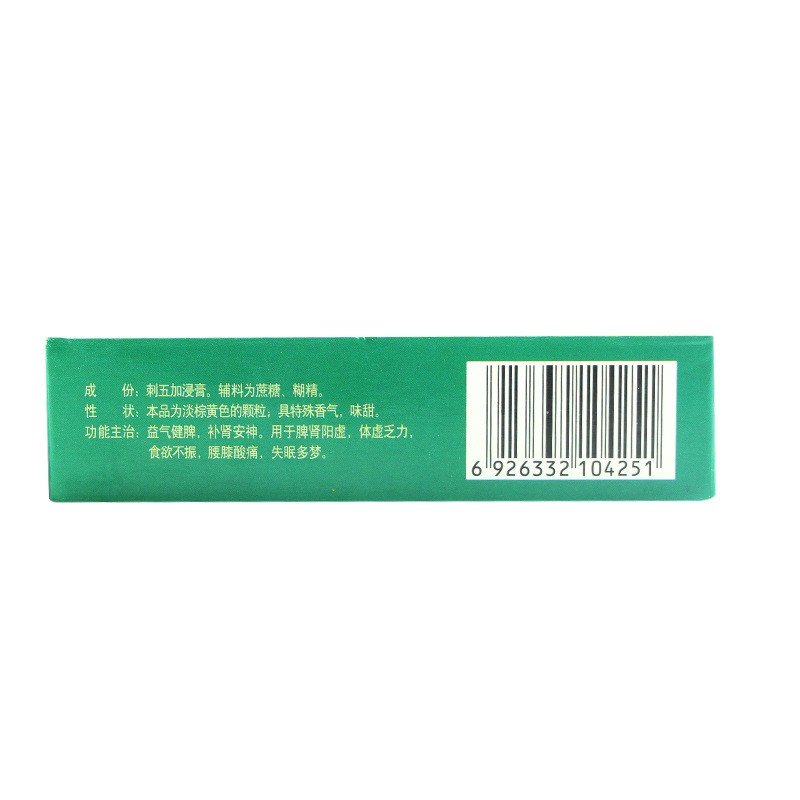 成　　份：刺五加浸膏。辅料为蔗糖、糊精。
性　　状：本品为淡棕黄色的颗粒；具特殊香气，味甜。
功能主治：益气健脾，补肾安神。用于脾肾阳虚，体虚乏力，
食欲不振，腰膝酸痛，失眠多梦。
6 926332 104251